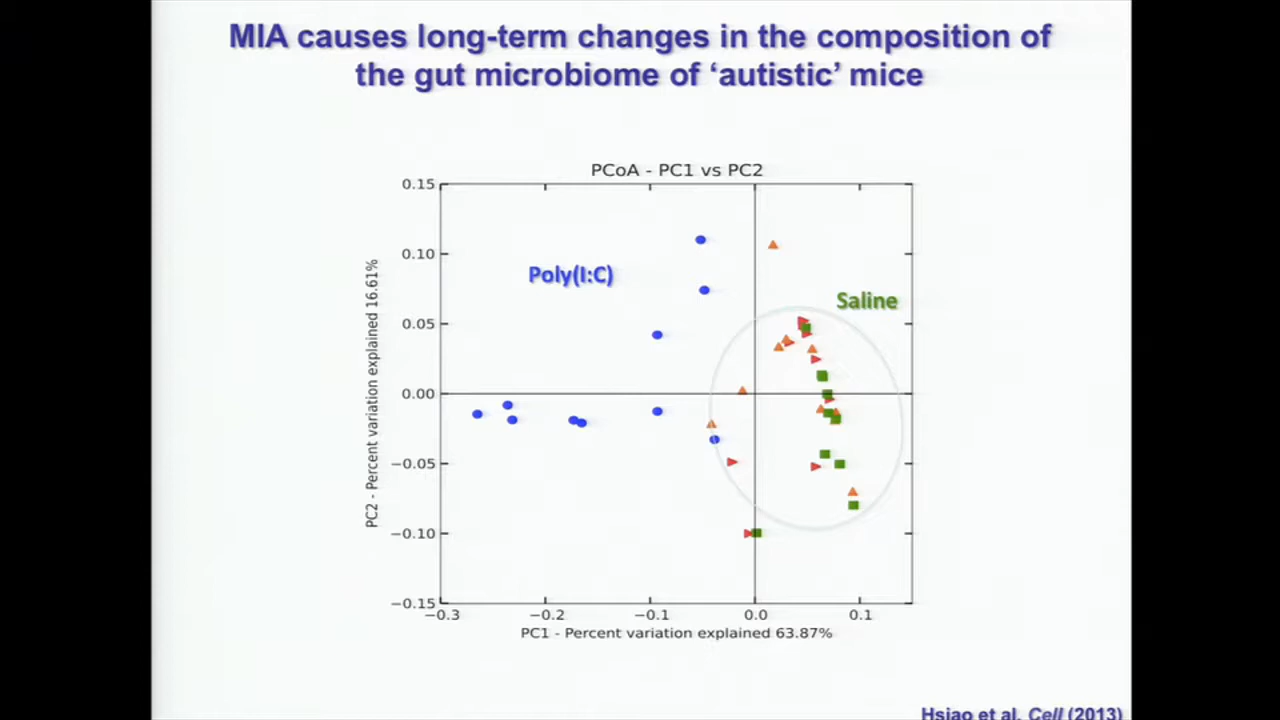 MIA causes long-term changes in the composition of
the gut microbiome of ‘autistic’ mice
PCoA - PC1 vs PC2
0.15
0.10
0.05
0.00
−0.05
−0.10
−0.15
PC2 - Percent variation explained 16.61%
Poly(I:C)
Saline
−0.3
−0.2
−0.1
0.0
0.1
PC1 - Percent variation explained 63.87%
Hsiao et al. Cell (2013)